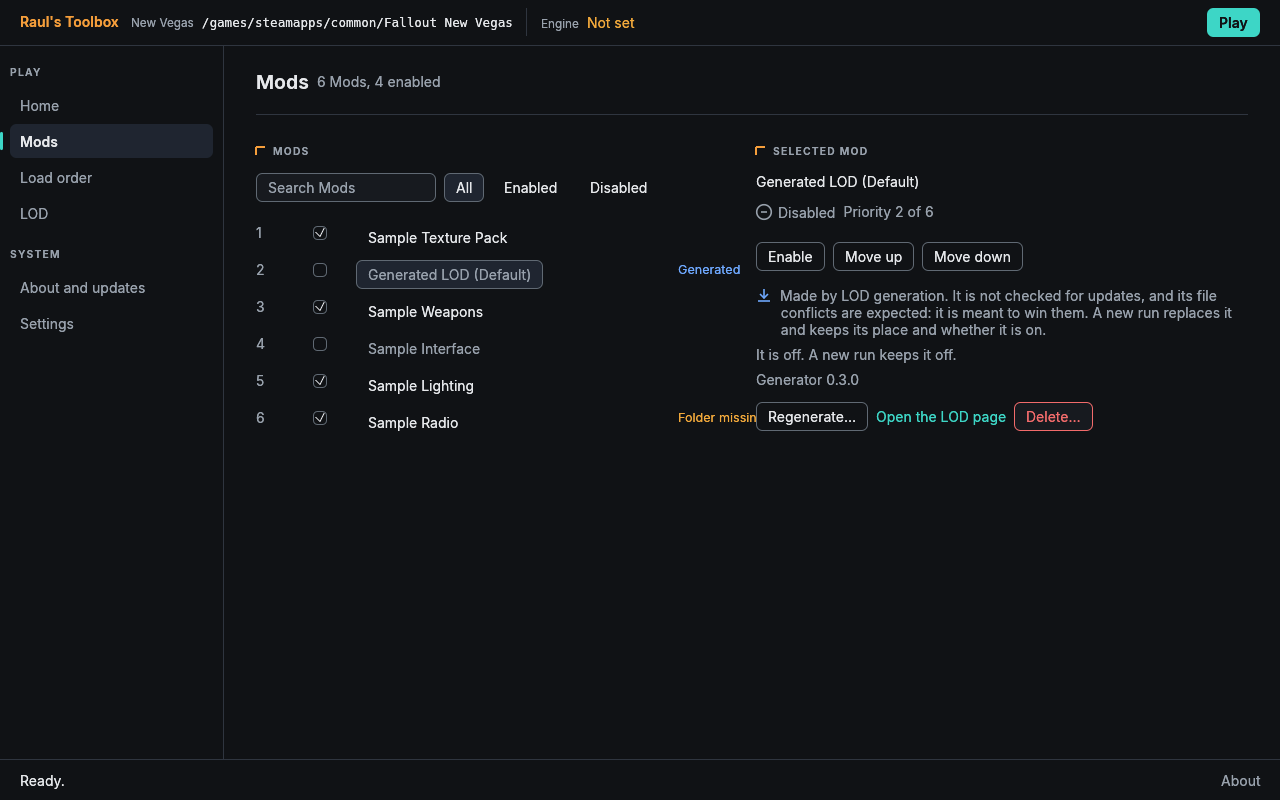 Raul's Toolbox New Vegas /games/steamapps/common/Fallout New Vegas Engine Not set Play
PLAY
Home
Mods
Load order
LOD
SYSTEM
About and updates
Settings
Mods 6 Mods, 4 enabled
MODS
Search Mods All Enabled Disabled
1 Sample Texture Pack
2 Generated LOD (Default) Generated
3 Sample Weapons
4 Sample Interface
5 Sample Lighting
6 Sample Radio Folder missin
SELECTED MOD
Generated LOD (Default)
Disabled Priority 2 of 6
Enable Move up Move down
Made by LOD generation. It is not checked for updates, and its file
conflicts are expected: it is meant to win them. A new run replaces it
and keeps its place and whether it is on.
It is off. A new run keeps it off.
Generator 0.3.0
Regenerate... Open the LOD page Delete...
Ready. About